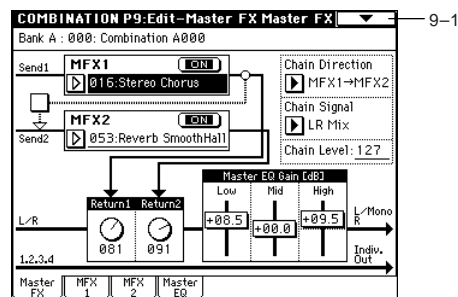 COMBINATION P9:Edit-Master FX Master FX
9–1
Bank A : 000: Combination A000
Send1
MFX1
ON
016:Stereo Chorus
Chain Direction
MFX1→MFX2
Chain Signal
LR Mix
Chain Level: 127
Send2
MFX2
ON
053:Reverb SmoothHall
Master EQ Gain [dB]
Low Mid High
+08.5 +00.0 +09.5
Return1 Return2
081 091
L/R
L/Mono
R
1.2.3.4
Indiv.
Out
Master FX
MFX 1
MFX 2
Master EQ